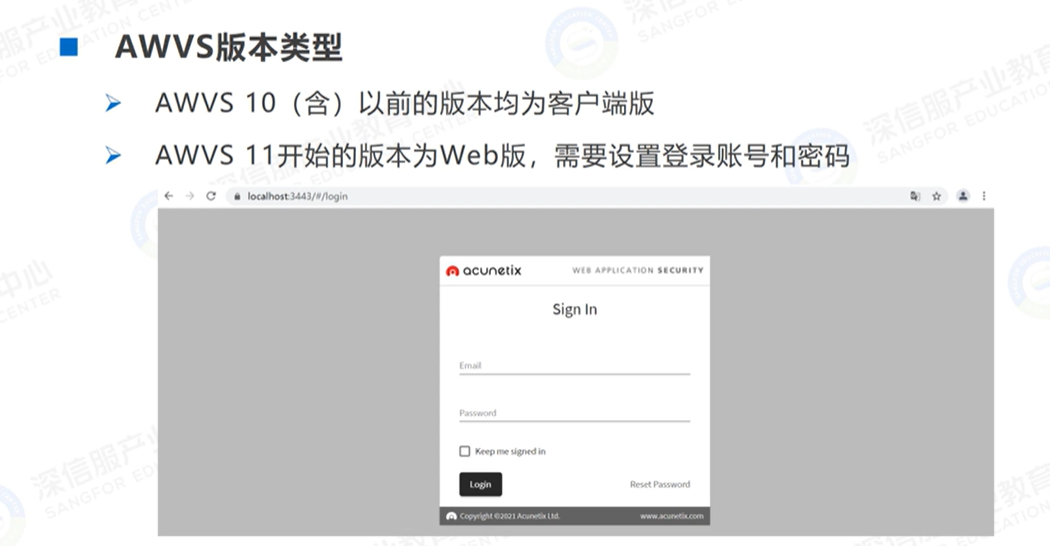 AWVS版本类型
AWVS 10（含）以前的版本均为客户端版
AWVS 11开始的版本为Web版，需要设置登录账号和密码
localhost:3443/#/login
acunetix WEB APPLICATION SECURITY
Sign In
Email
Password
Keep me signed in
Login Reset Password
Copyright ©2021 Acunetix Ltd. www.acunetix.com
深信服产业教育中心
SANGFOR EDUCATION CENTER